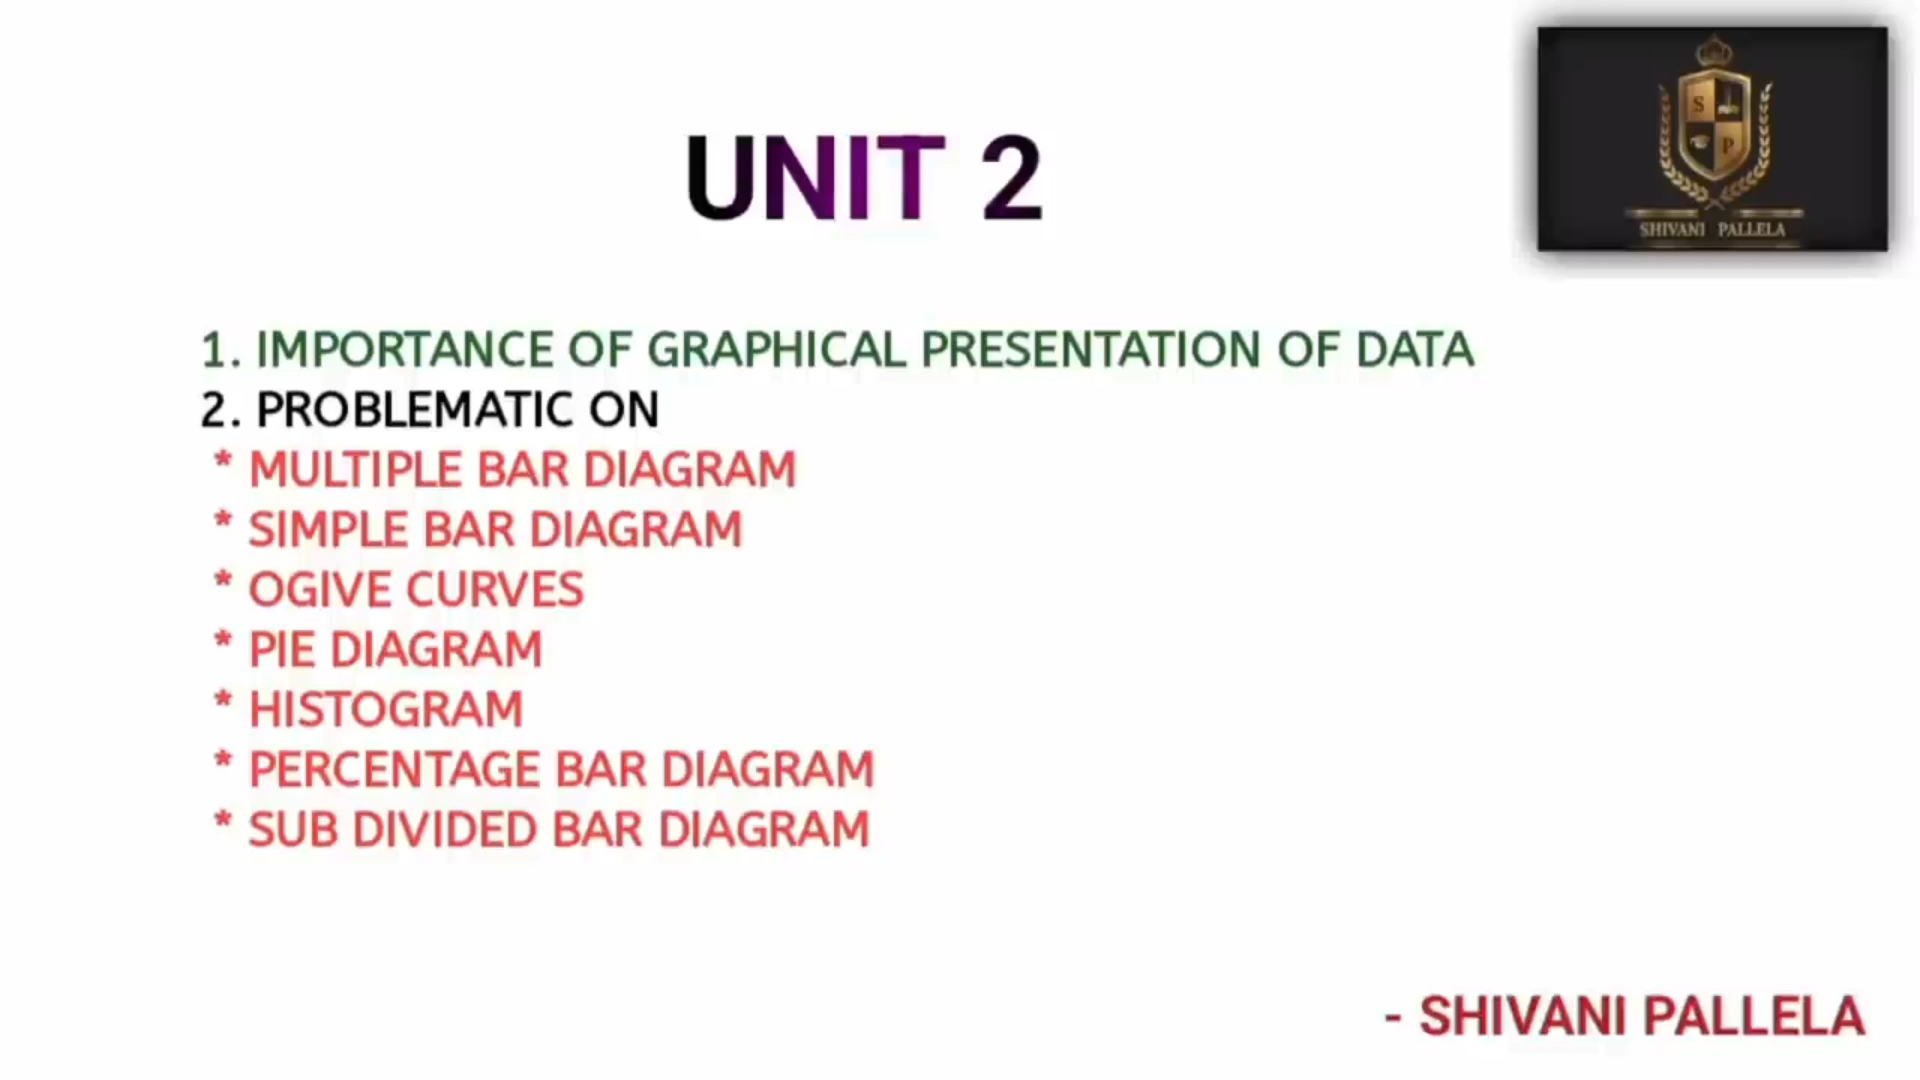 UNIT 2
S
P
SHIVANI PALLELA
1. IMPORTANCE OF GRAPHICAL PRESENTATION OF DATA
2. PROBLEMATIC ON
* MULTIPLE BAR DIAGRAM
* SIMPLE BAR DIAGRAM
* OGIVE CURVES
* PIE DIAGRAM
* HISTOGRAM
* PERCENTAGE BAR DIAGRAM
* SUB DIVIDED BAR DIAGRAM
- SHIVANI PALLELA